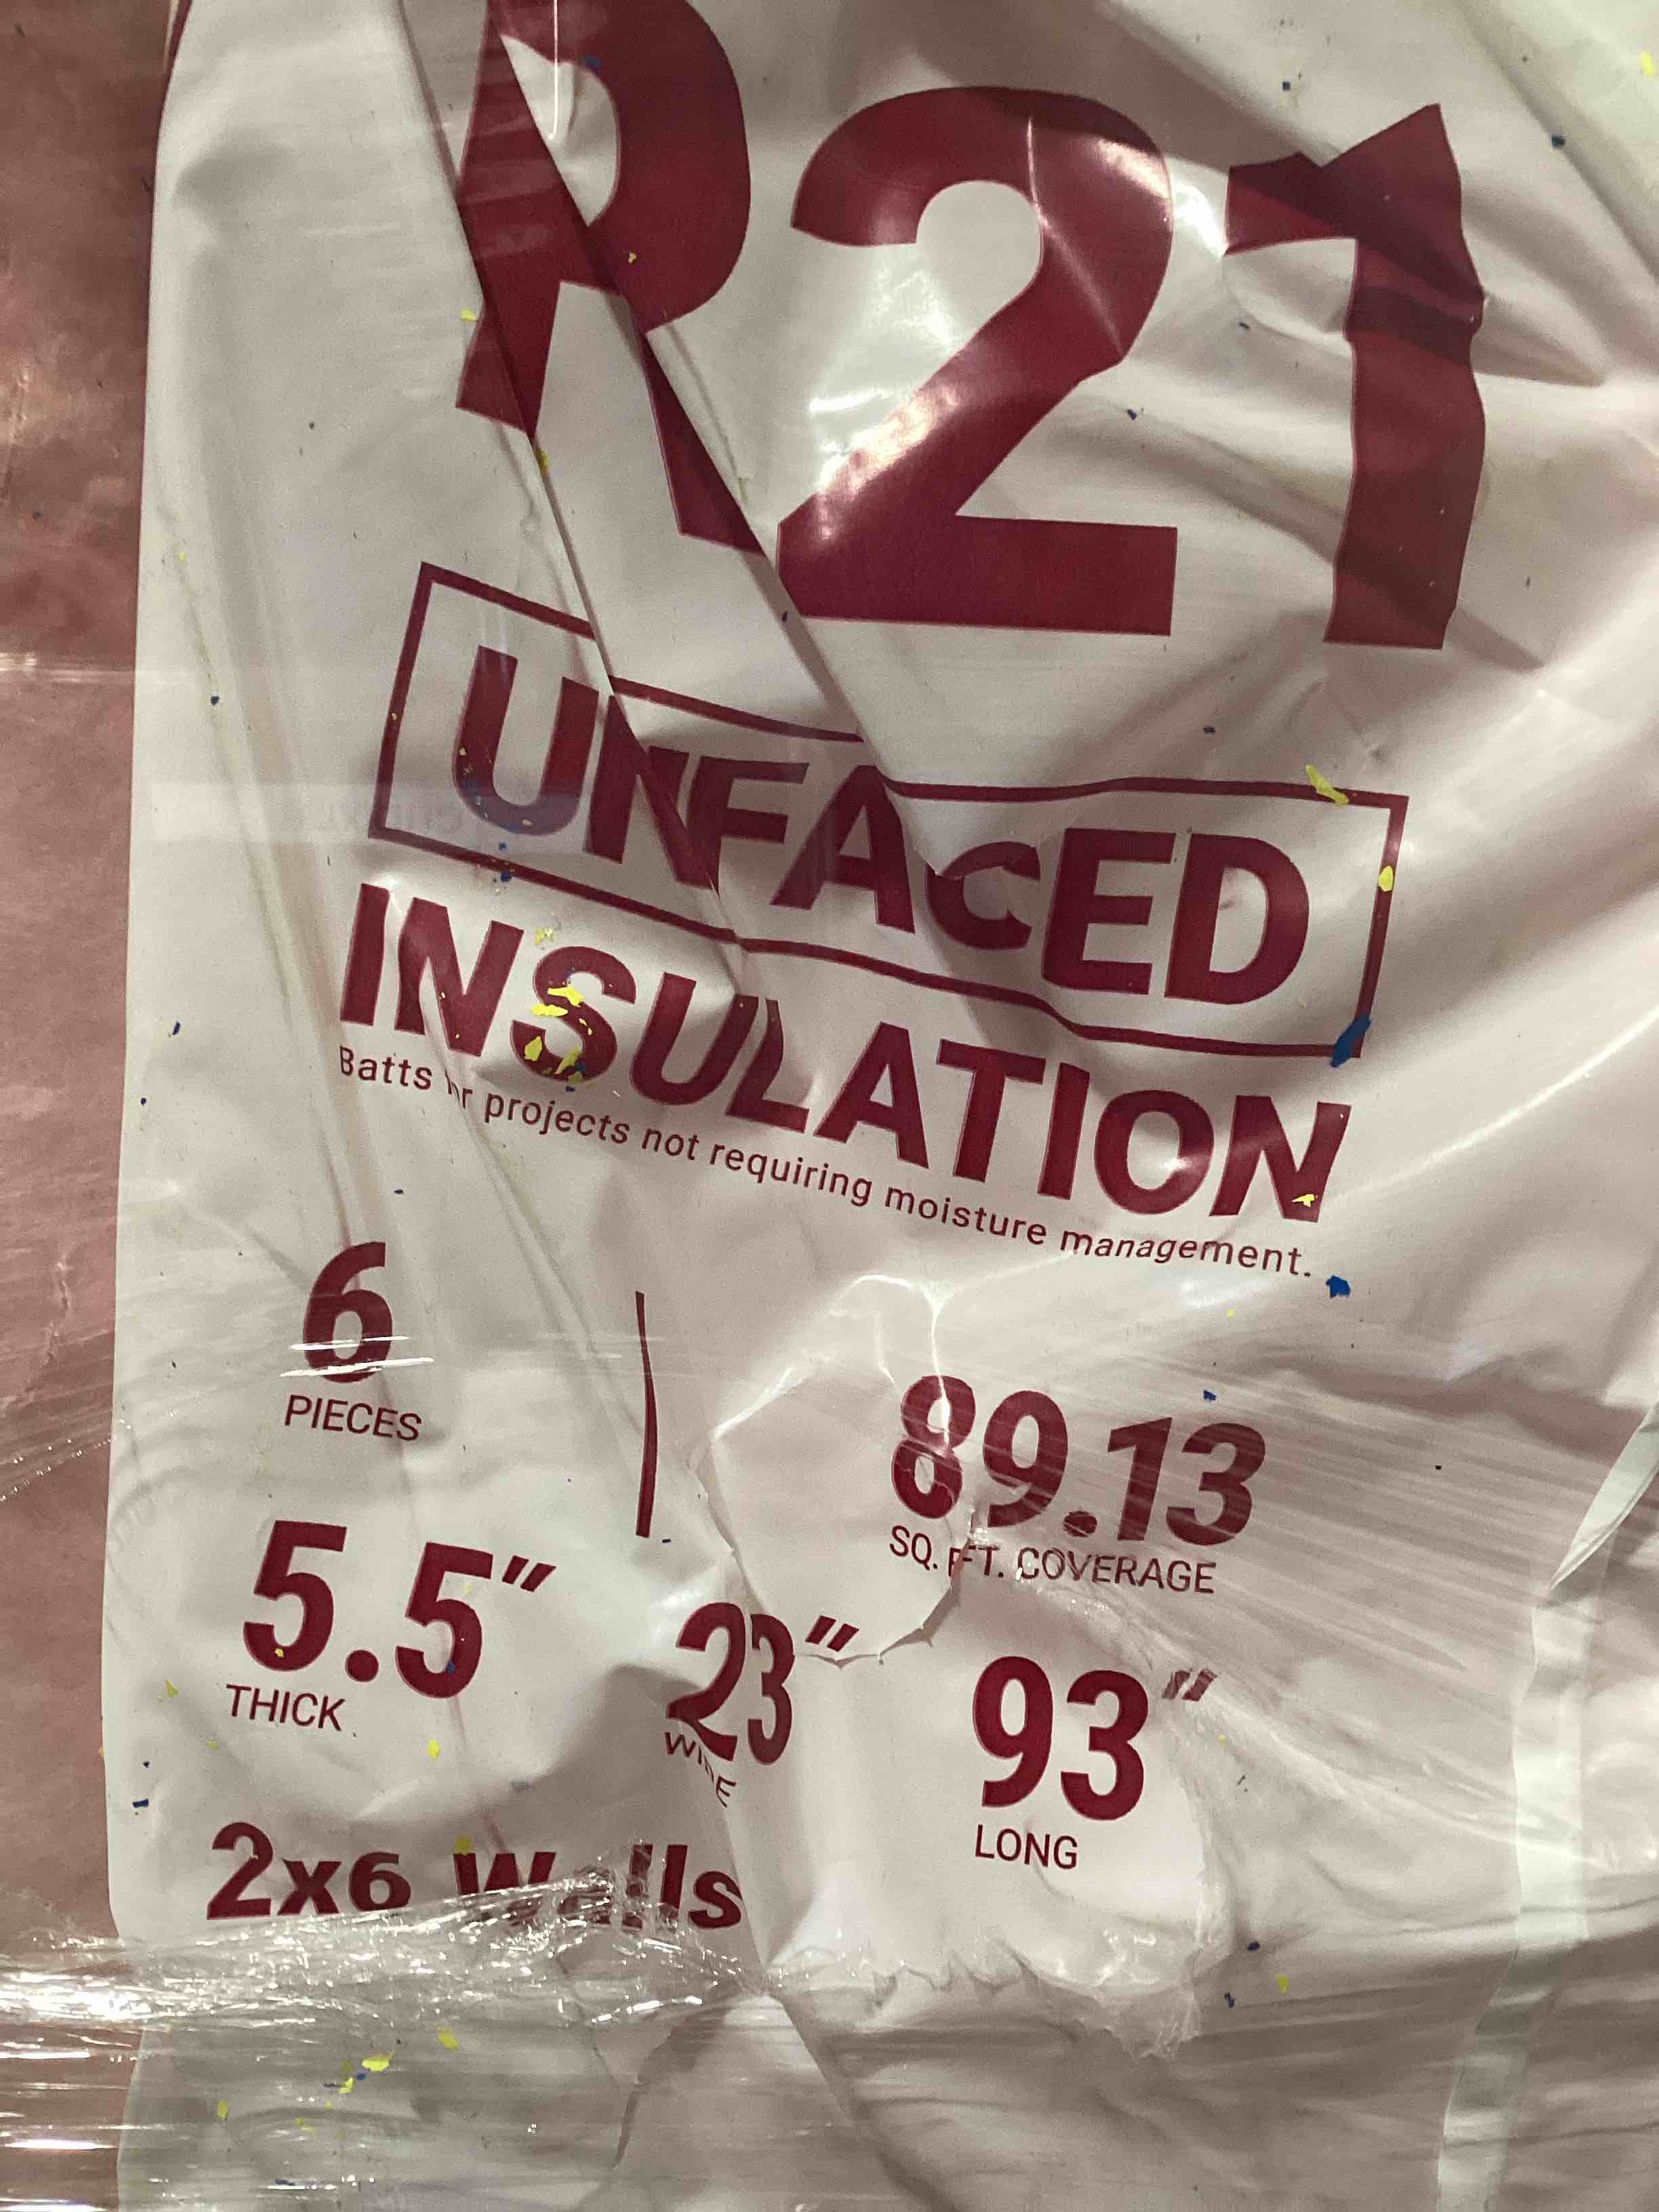 R21
UNFACED
INSULATION
Batts projects not requiring moisture management.
6
PIECES
89.13
SQ. FT. COVERAGE
5.5"
THICK
23"
WIDE
93"
LONG
2x6 Walls